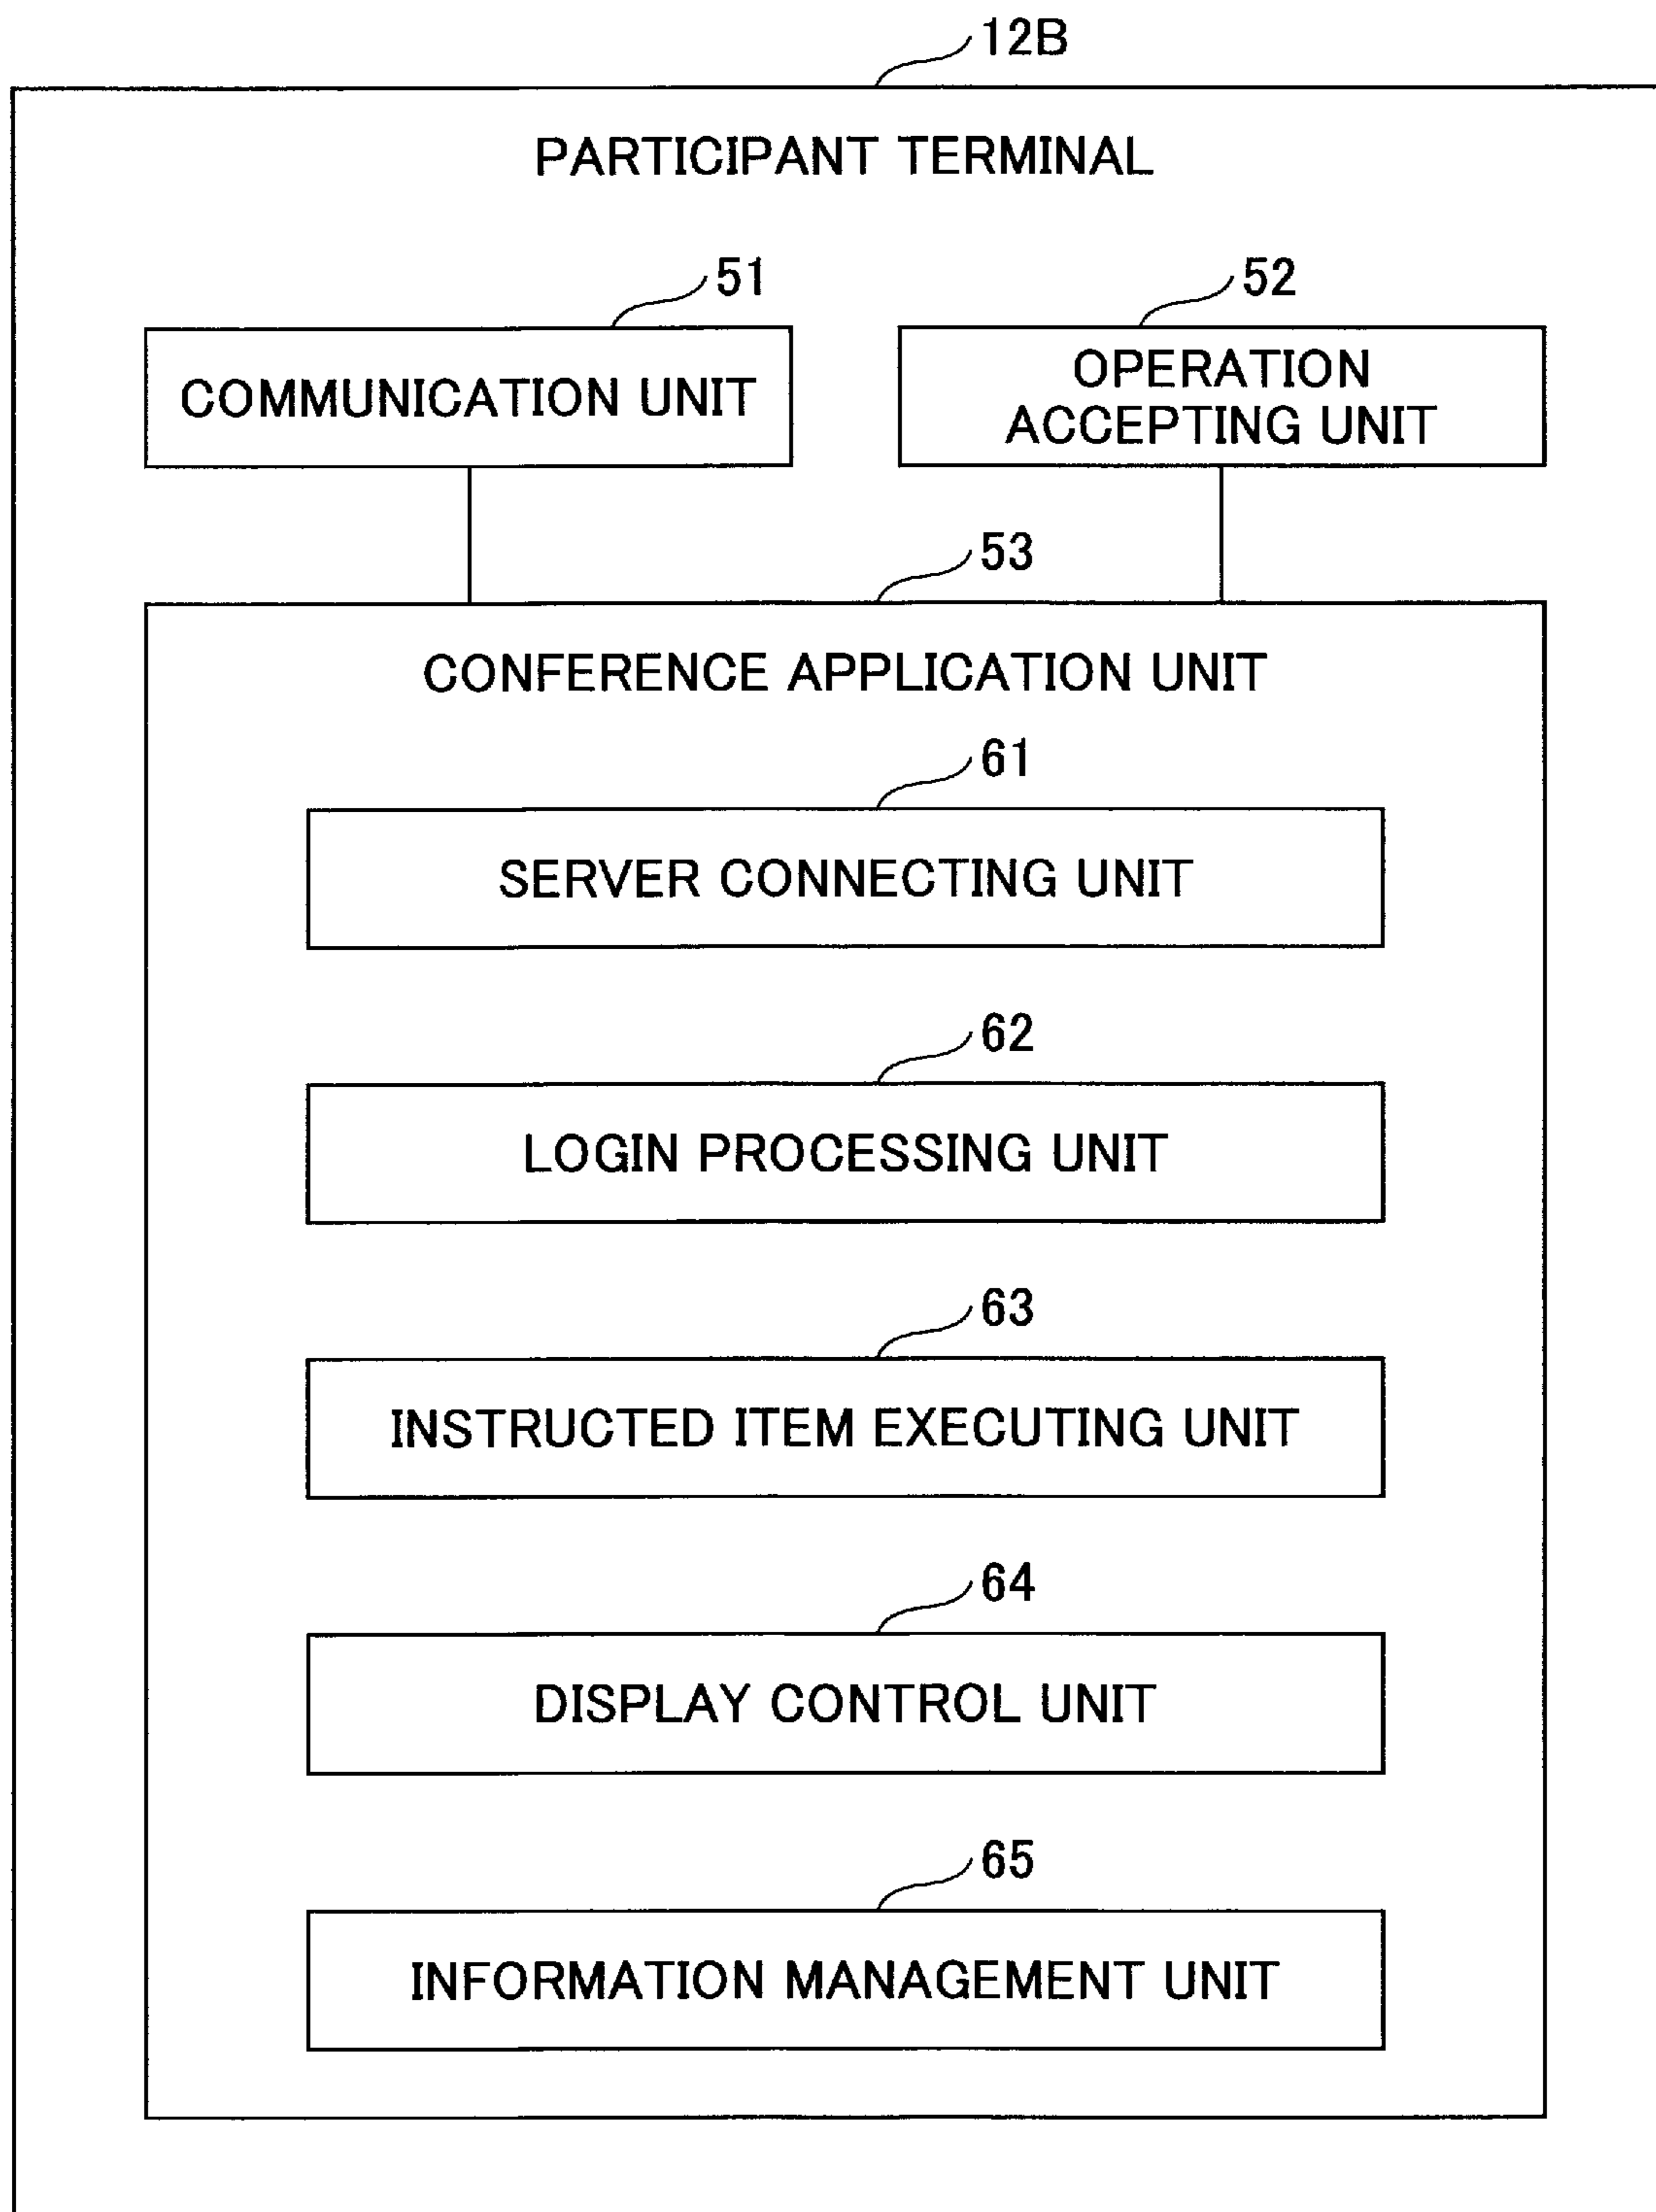 12B
PARTICIPANT TERMINAL
51
52
COMMUNICATION UNIT
OPERATION
ACCEPTING UNIT
53
CONFERENCE APPLICATION UNIT
61
SERVER CONNECTING UNIT
62
LOGIN PROCESSING UNIT
63
INSTRUCTED ITEM EXECUTING UNIT
64
DISPLAY CONTROL UNIT
65
INFORMATION MANAGEMENT UNIT